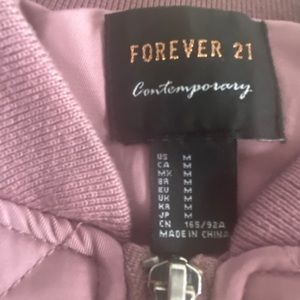 FOREVER 21
Contemporary
US M
CA M
MX M
BR M
EU M
UK M
KR M
JP M
CN 165/92A
MADE IN CHINA